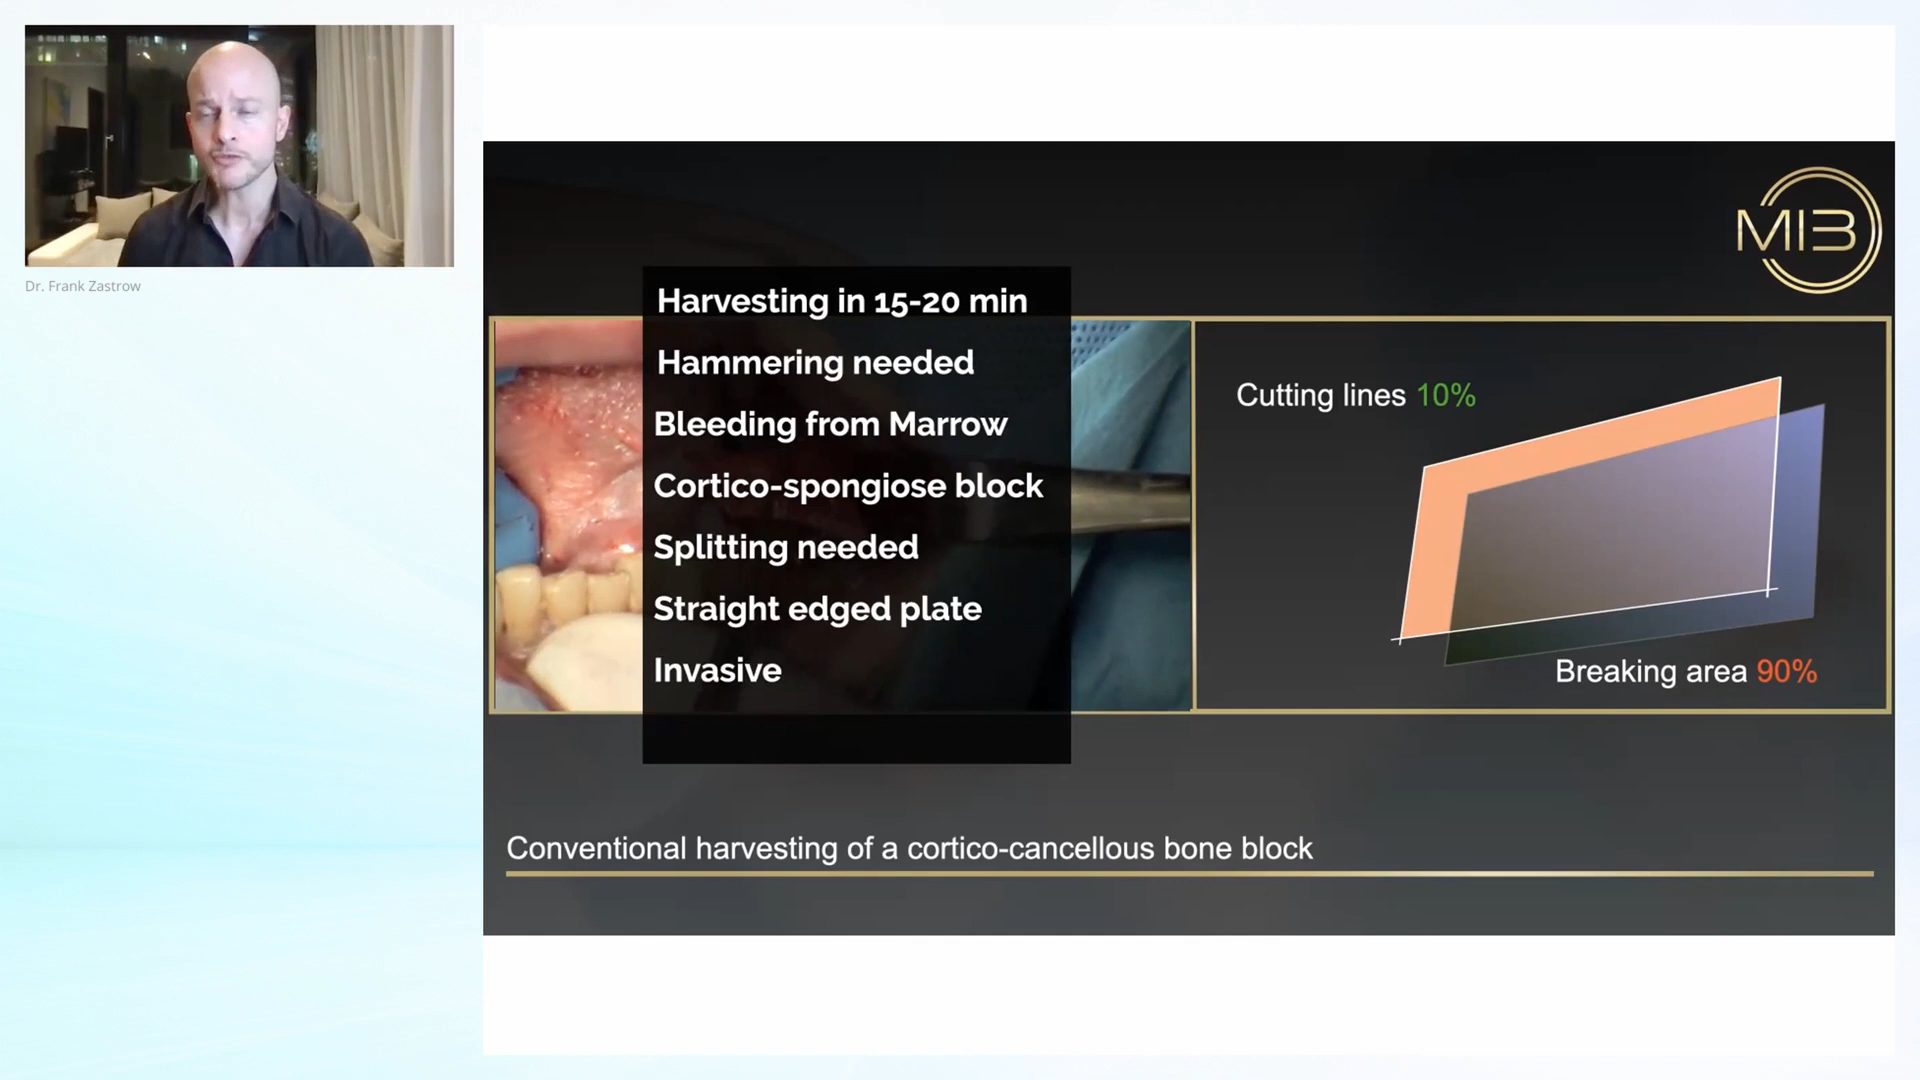 Dr. Frank Zastrow
MIB
Harvesting in 15-20 min
Hammering needed
Bleeding from Marrow
Cortico-spongiose block
Splitting needed
Straight edged plate
Invasive
Cutting lines 10%
Breaking area 90%
Conventional harvesting of a cortico-cancellous bone block